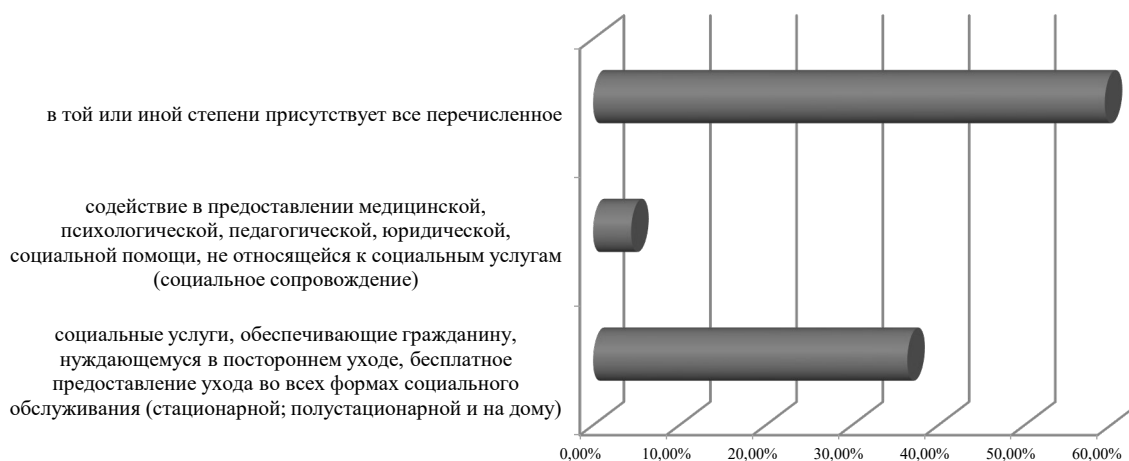 в той или иной степени присутствует все перечисленное
содействие в предоставлении медицинской,
психологической, педагогической, юридической,
социальной помощи, не относящейся к социальным услугам
(социальное сопровождение)
социальные услуги, обеспечивающие гражданину,
нуждающемуся в постороннем уходе, бесплатное
предоставление ухода во всех формах социального
обслуживания (стационарной; полустационарной и на дому)
0,00% 10,00% 20,00% 30,00% 40,00% 50,00% 60,00%